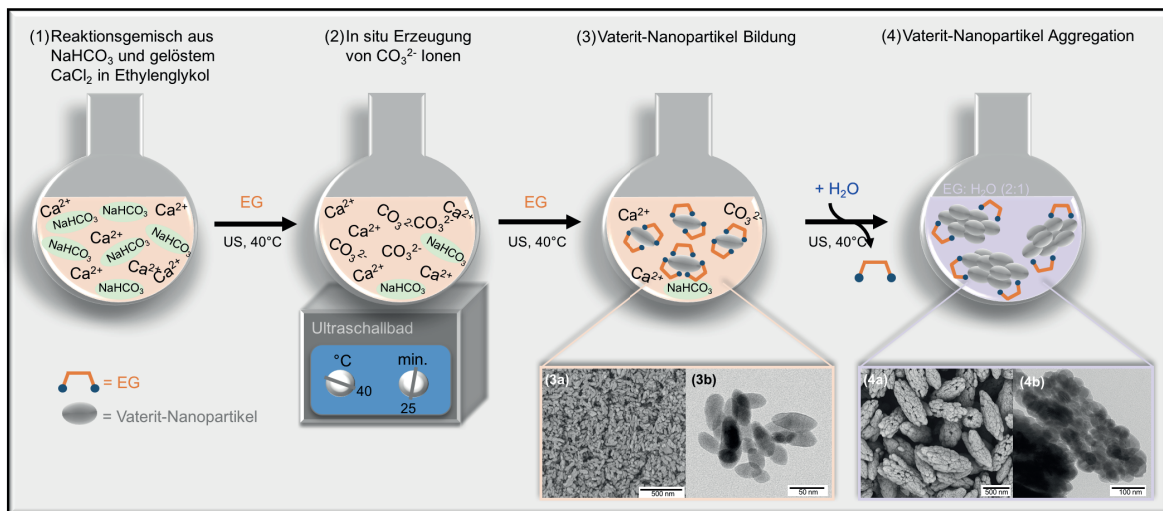 (1) Reaktionsgemisch aus
NaHCO₃ und gelöstem
CaCl₂ in Ethylenglykol
(2) In situ Erzeugung
von CO₃²⁻ Ionen
(3) Vaterit-Nanopartikel Bildung
(4) Vaterit-Nanopartikel Aggregation
Ca²⁺
NaHCO₃
Ca²⁺
NaHCO₃
NaHCO₃
Ca²⁺
NaHCO₃
NaHCO₃
Ca²⁺
Ca²⁺
Ca²⁺
NaHCO₃
EG
US, 40°C
Ca²⁺
CO₃²⁻
CO₃²⁻
Ca²⁺
Ca²⁺
CO₃²⁻
CO₃²⁻
NaHCO₃
Ca²⁺
Ca²⁺
NaHCO₃
Ultraschallbad
°C
40
min.
25
EG
US, 40°C
Ca²⁺
CO₃²⁻
Ca²⁺
NaHCO₃
+ H₂O
US, 40°C
EG: H₂O (2:1)
= EG
= Vaterit-Nanopartikel
(3a)
500 nm
(3b)
50 nm
(4a)
500 nm
(4b)
100 nm